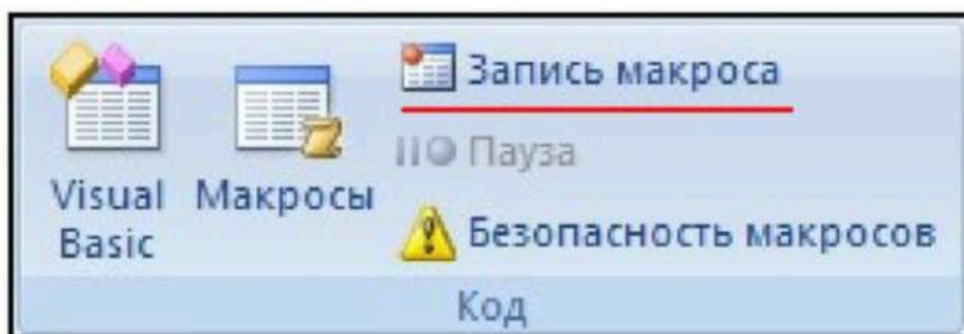 Visual
Basic
Макросы
Запись макроса
Пауза
Безопасность макросов
Код